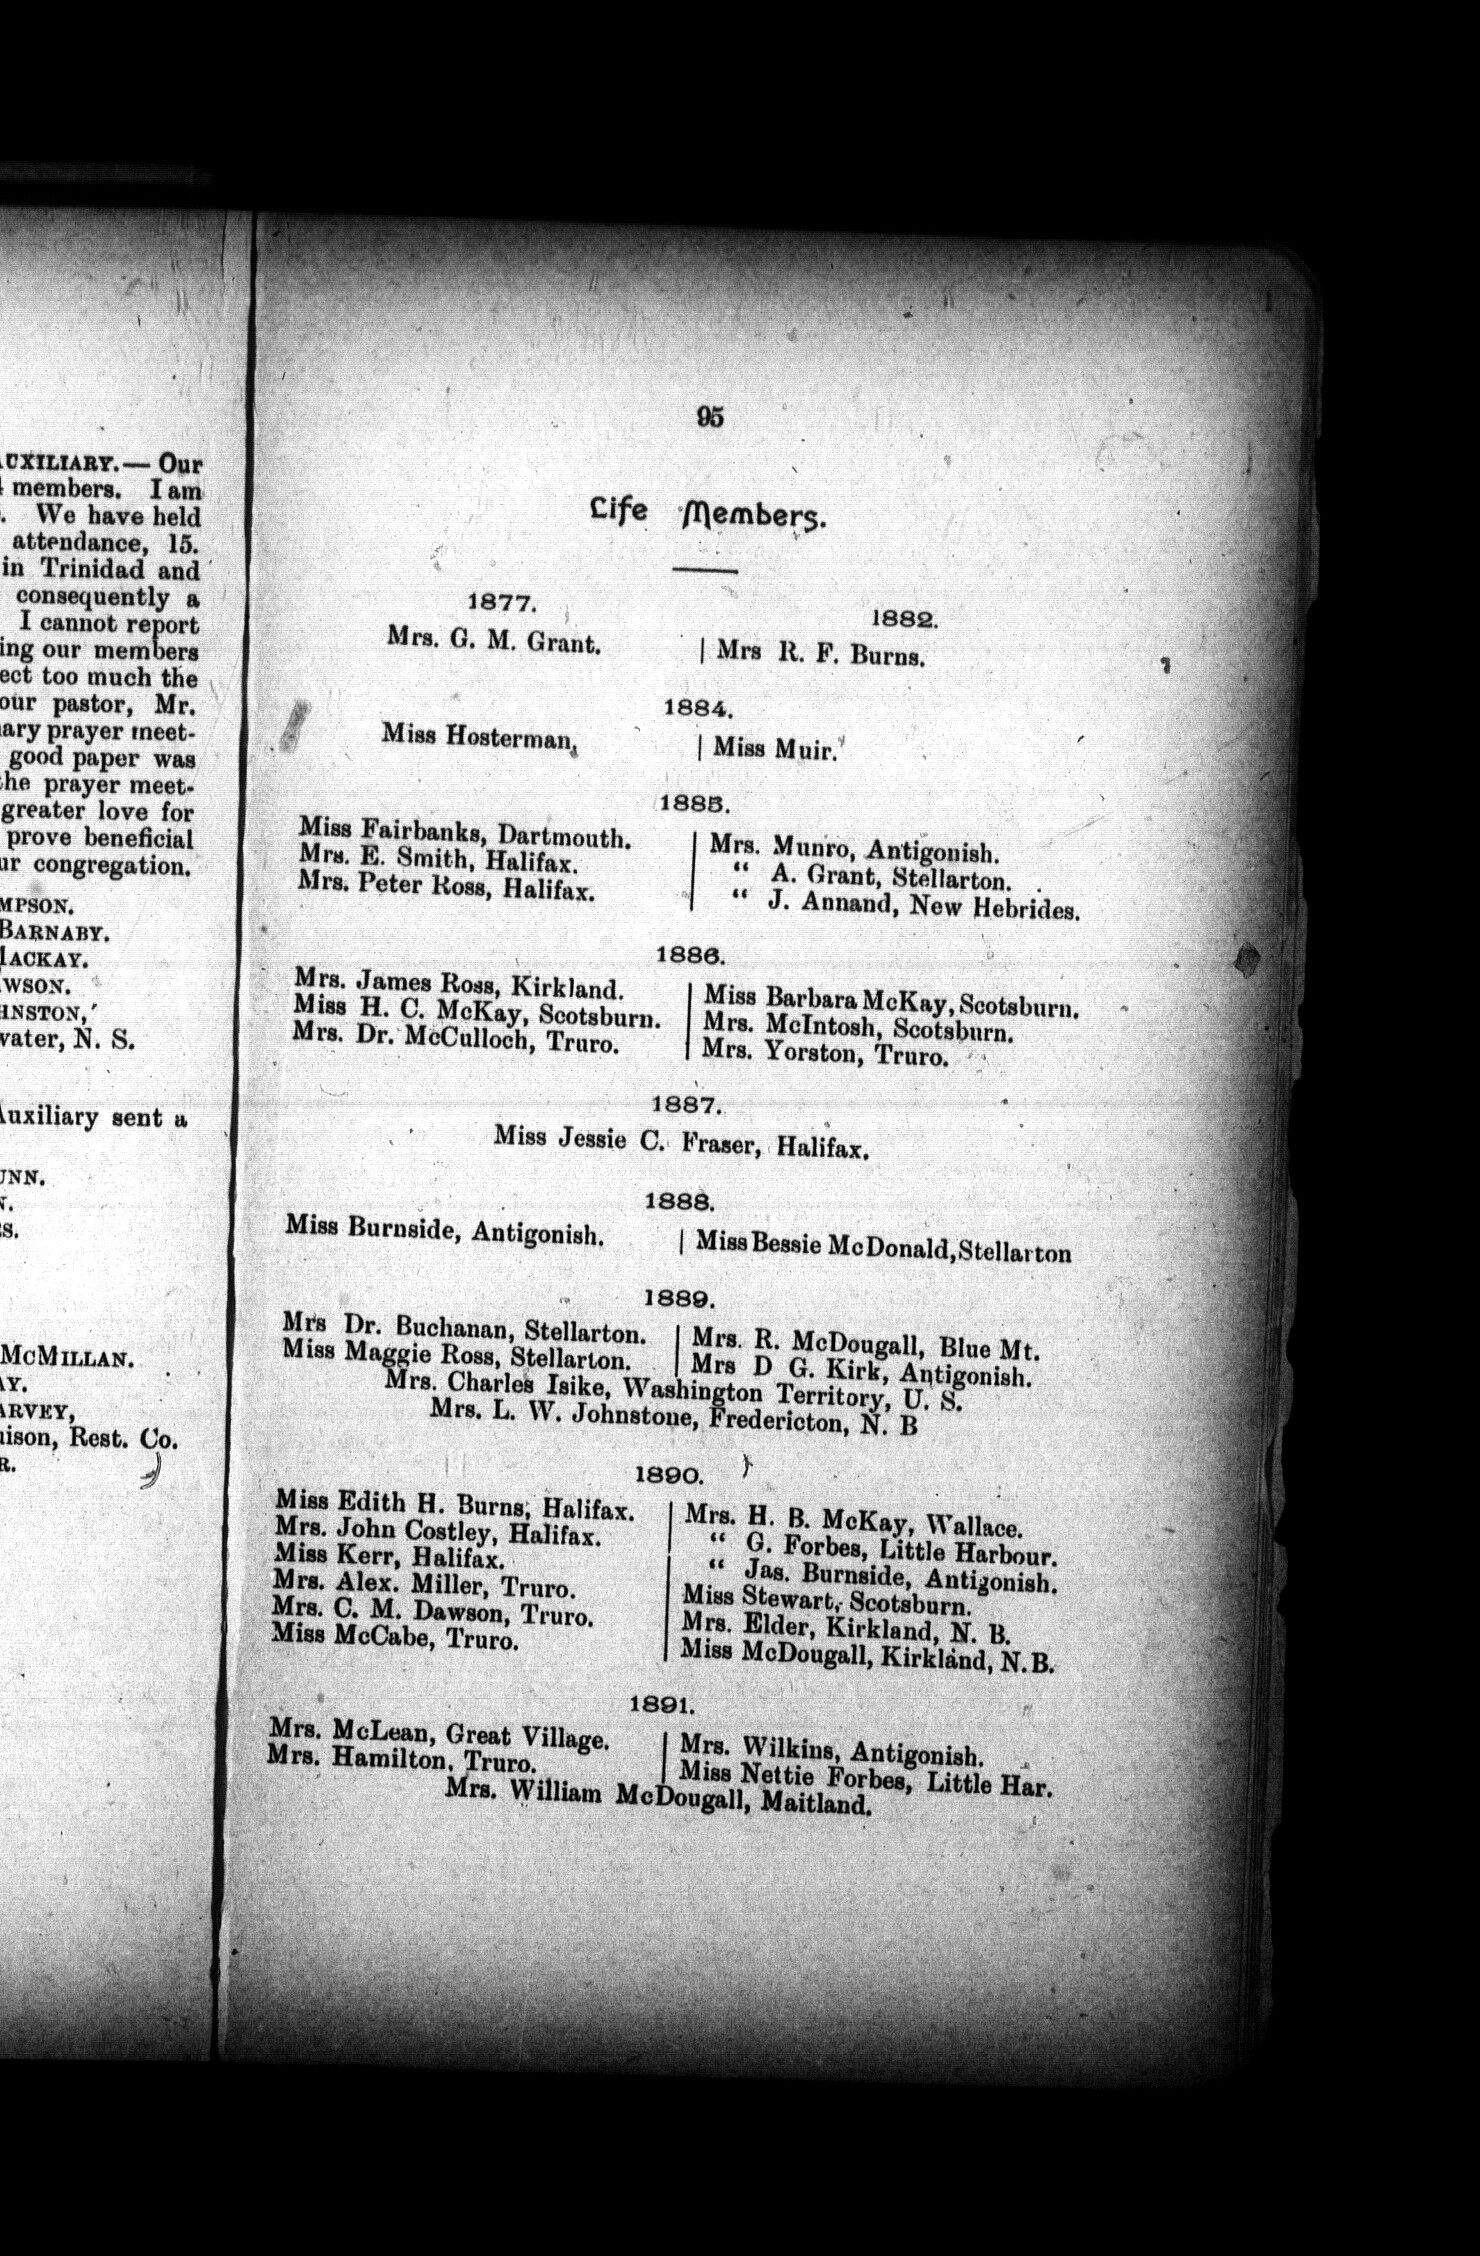 AUXILIARY.— Our
members. I am
We have held
attendance, 15.
in Trinidad and
consequently a
I cannot report
ing our members
ect too much the
our pastor, Mr.
ary prayer meet-
good paper was
the prayer meet-
greater love for
prove beneficial
ur congregation.
MPSON.
BARNABY.
MACKAY.
WSON.
HNSTON,
water, N. S.
Auxiliary sent a
UNN.
N.
ES.
McMILLAN.
AY.
ARVEY,
nison, Rest. Co.
R.
95
Life Members.
1877.
Mrs. G. M. Grant.
1882.
| Mrs R. F. Burns.
1884.
Miss Hosterman, | Miss Muir.
1885.
Miss Fairbanks, Dartmouth.
Mrs. E. Smith, Halifax.
Mrs. Peter Ross, Halifax.
Mrs. Munro, Antigonish.
“ A. Grant, Stellarton.
“ J. Annand, New Hebrides.
1886.
Mrs. James Ross, Kirkland.
Miss H. C. McKay, Scotsburn.
Mrs. Dr. McCulloch, Truro.
Miss Barbara McKay, Scotsburn.
Mrs. McIntosh, Scotsburn.
Mrs. Yorston, Truro.
1887.
Miss Jessie C. Fraser, Halifax.
1888.
Miss Burnside, Antigonish. | Miss Bessie McDonald, Stellarton
1889.
Mrs Dr. Buchanan, Stellarton.
Miss Maggie Ross, Stellarton.
Mrs. R. McDougall, Blue Mt.
Mrs D G. Kirk, Antigonish.
Mrs. Charles Isike, Washington Territory, U. S.
Mrs. L. W. Johnstone, Fredericton, N. B
1890.
Miss Edith H. Burns, Halifax.
Mrs. John Costley, Halifax.
Miss Kerr, Halifax.
Mrs. Alex. Miller, Truro.
Mrs. C. M. Dawson, Truro.
Miss McCabe, Truro.
Mrs. H. B. McKay, Wallace.
“ G. Forbes, Little Harbour.
“ Jas. Burnside, Antigonish.
Miss Stewart, Scotsburn.
Mrs. Elder, Kirkland, N. B.
Miss McDougall, Kirkland, N. B.
1891.
Mrs. McLean, Great Village.
Mrs. Hamilton, Truro.
Mrs. Wilkins, Antigonish.
Miss Nettie Forbes, Little Har.
Mrs. William McDougall, Maitland.